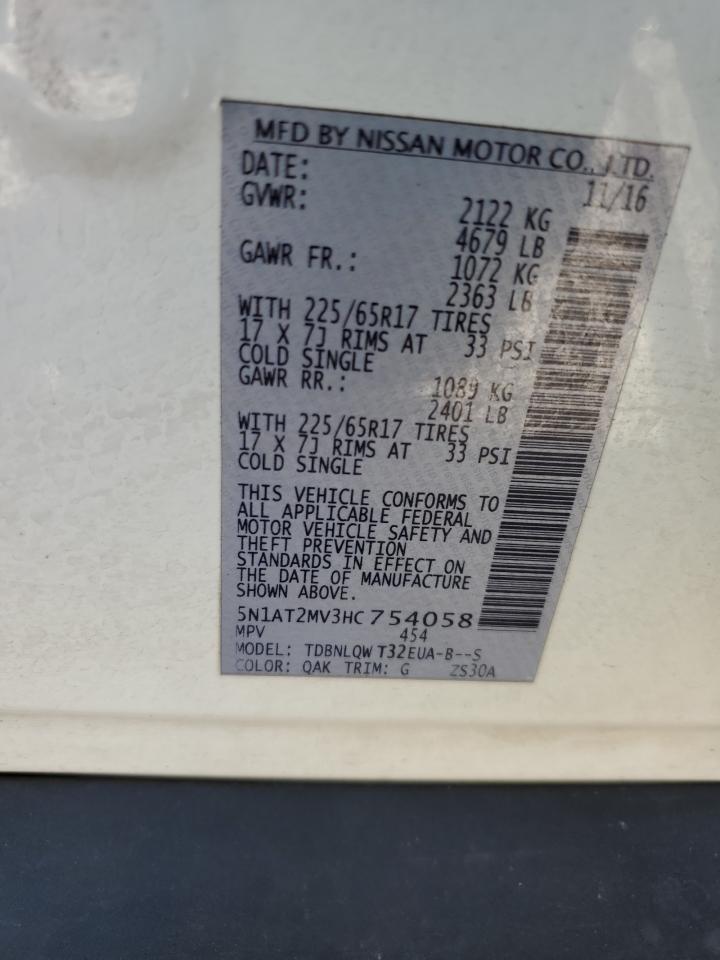 MFD BY NISSAN MOTOR CO., LTD.
DATE: 11/16
GVWR: 2122 KG
4679 LB
GAWR FR.: 1072 KG
2363 LB
WITH 225/65R17 TIRES
17 X 7J RIMS AT 33 PSI
COLD SINGLE
GAWR RR.: 1089 KG
2401 LB
WITH 225/65R17 TIRES
17 X 7J RIMS AT 33 PSI
COLD SINGLE
THIS VEHICLE CONFORMS TO
ALL APPLICABLE FEDERAL
MOTOR VEHICLE SAFETY AND
THEFT PREVENTION
STANDARDS IN EFFECT ON
THE DATE OF MANUFACTURE
SHOWN ABOVE.
5N1AT2MV3HC754058
MPV 454
MODEL: TDBNLQW T32EUA-B--S
COLOR: QAK TRIM: G ZS30A